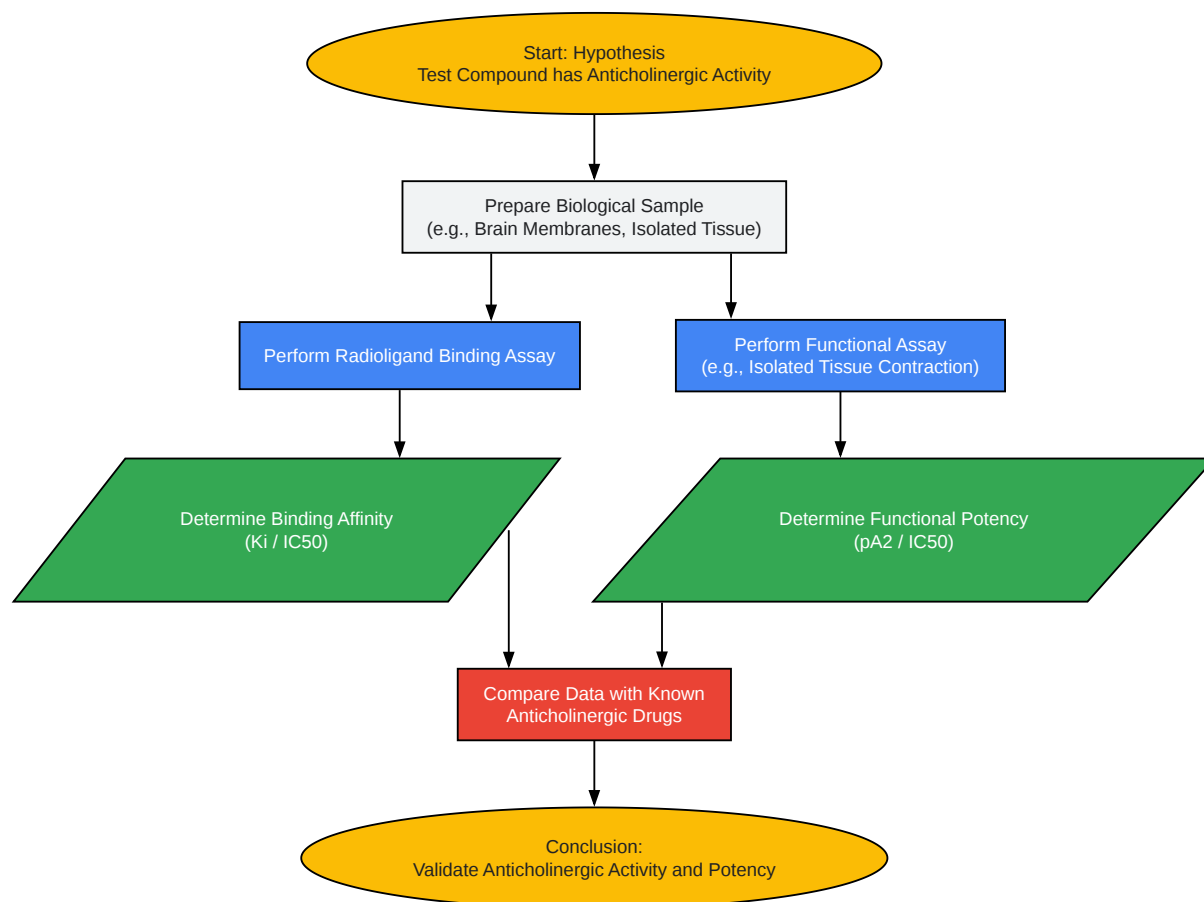 Start: Hypothesis
Test Compound has Anticholinergic Activity
Prepare Biological Sample
(e.g., Brain Membranes, Isolated Tissue)
Perform Radioligand Binding Assay
Perform Functional Assay
(e.g., Isolated Tissue Contraction)
Determine Binding Affinity
(Ki / IC50)
Determine Functional Potency
(pA2 / IC50)
Compare Data with Known
Anticholinergic Drugs
Conclusion:
Validate Anticholinergic Activity and Potency